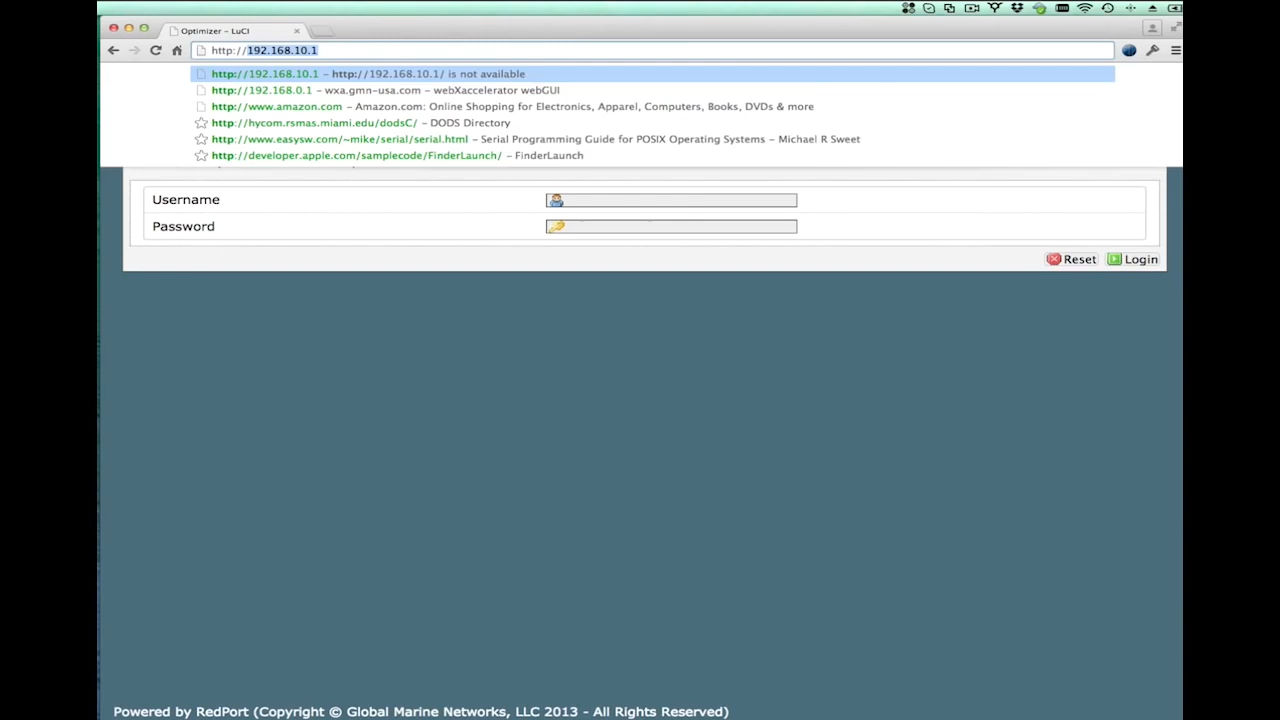 Optimizer - LuCI
http://192.168.10.1
http://192.168.10.1 - http://192.168.10.1/ is not available
http://192.168.0.1 - wxa.gmn-usa.com - webXaccelerator webGUI
http://www.amazon.com - Amazon.com: Online Shopping for Electronics, Apparel, Computers, Books, DVDs & more
http://hycom.rsmas.miami.edu/dodsC/ - DODS Directory
http://www.easysw.com/~mike/serial/serial.html - Serial Programming Guide for POSIX Operating Systems - Michael R Sweet
http://developer.apple.com/samplecode/FinderLaunch/ - FinderLaunch
Username
Password
Reset Login
Powered by RedPort (Copyright © Global Marine Networks, LLC 2013 - All Rights Reserved)